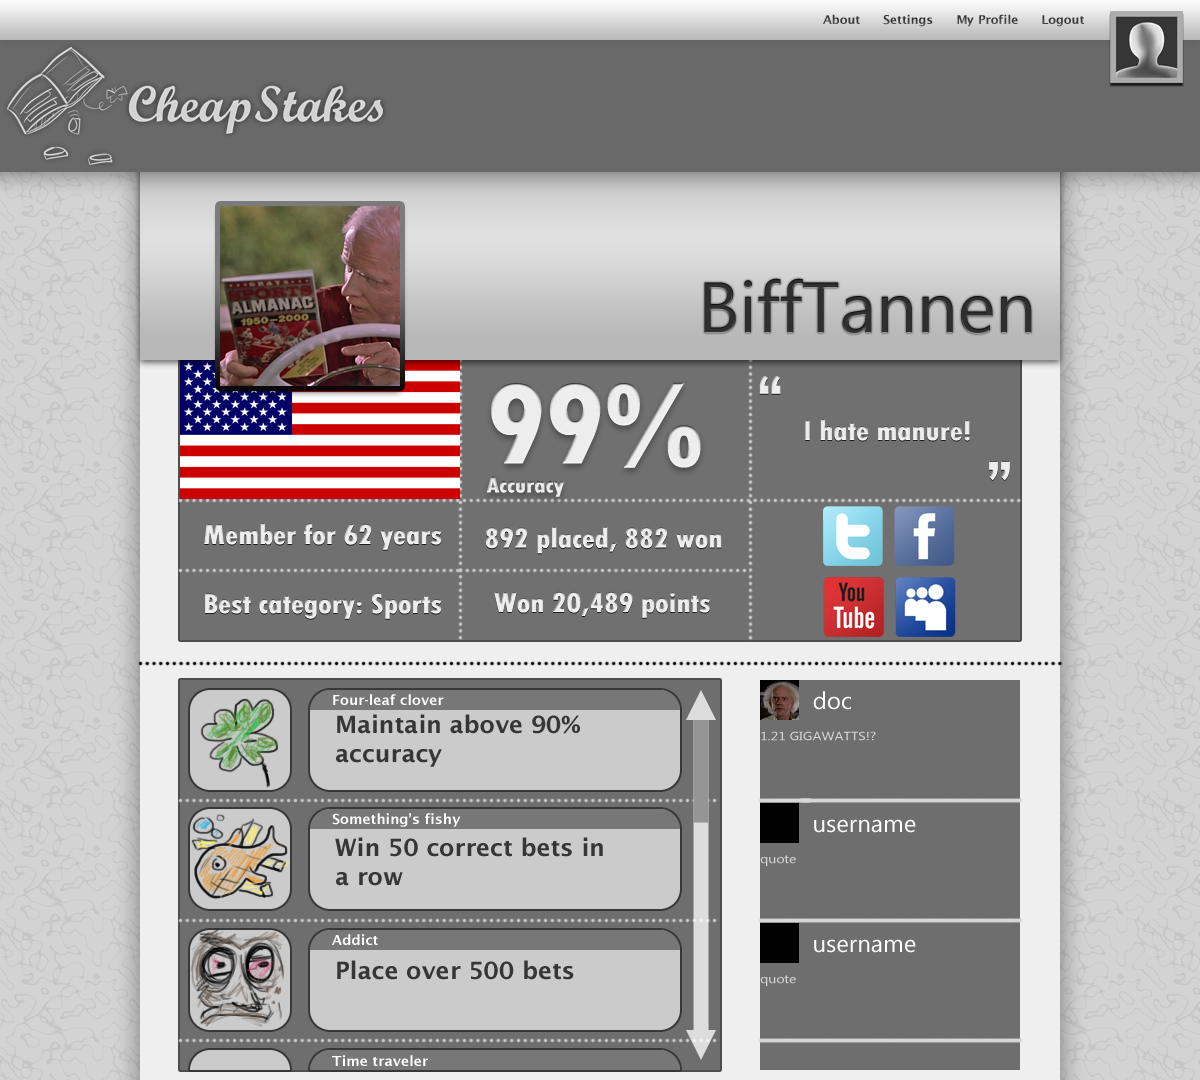 About Settings My Profile Logout
CheapStakes
GRAYS
SPORTS
ALMANAC
1950-2000
BiffTannen
99%
Accuracy
“
I hate manure!
”
Member for 62 years
892 placed, 882 won
Best category: Sports
Won 20,489 points
t
f
You
Tube
Four-leaf clover
Maintain above 90%
accuracy
Something's fishy
Win 50 correct bets in
a row
Addict
Place over 500 bets
Time traveler
doc
1.21 GIGAWATTS!?
username
quote
username
quote